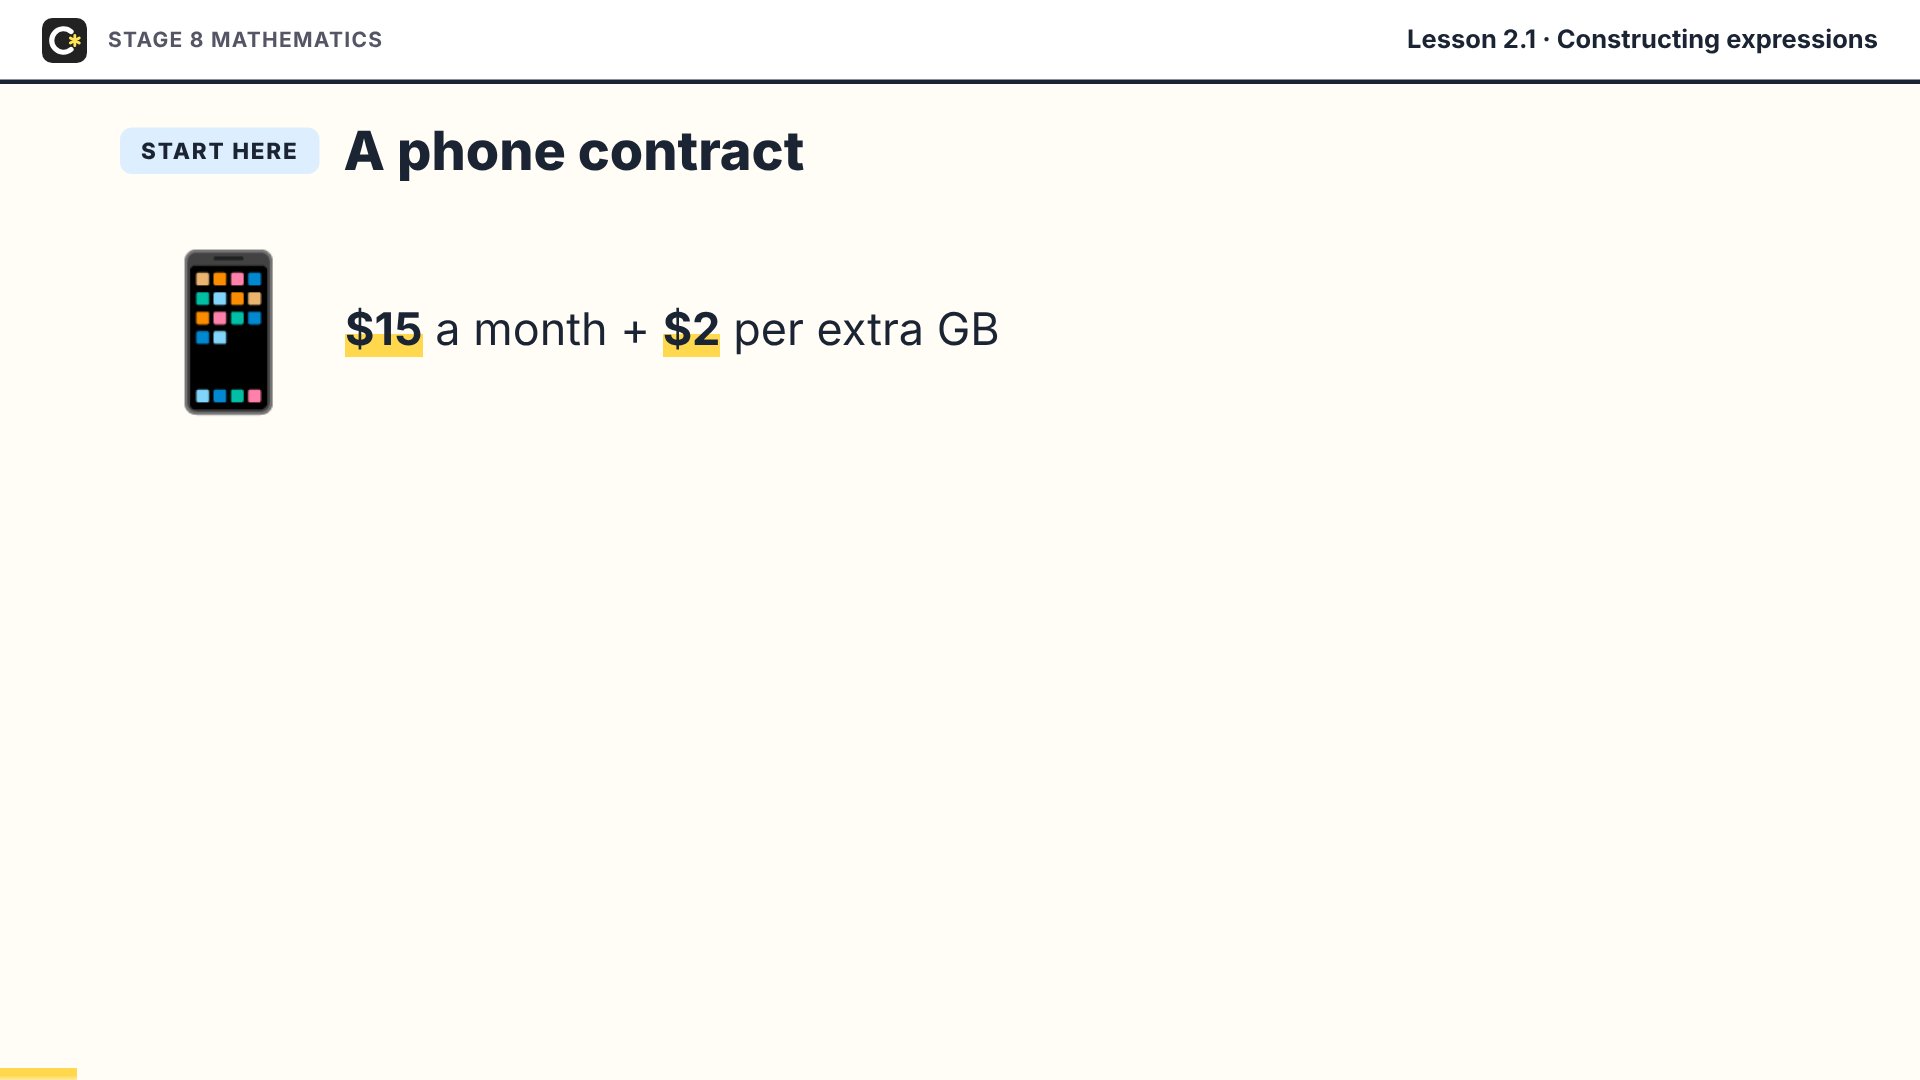 STAGE 8 MATHEMATICS
Lesson 2.1 · Constructing expressions
START HERE
A phone contract
$15 a month + $2 per extra GB